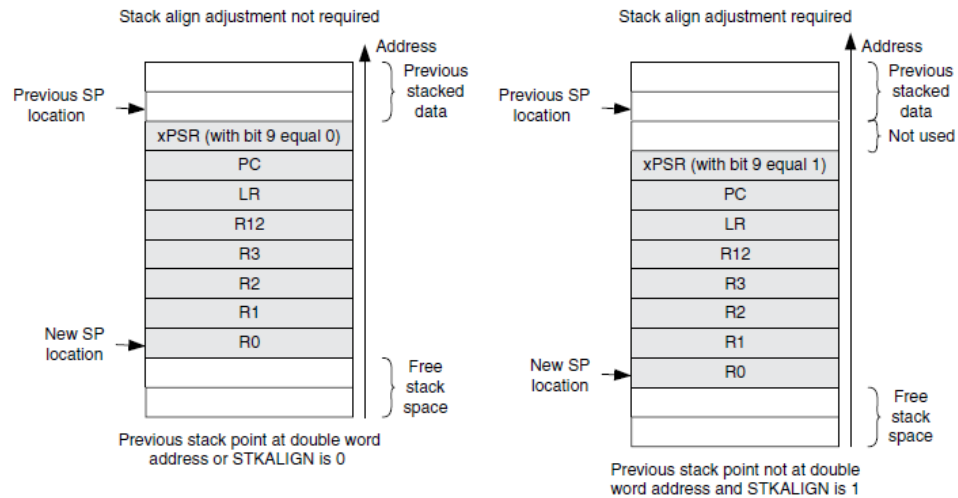 Stack align adjustment not required
Address
Previous
stacked
data
Previous SP
location
xPSR (with bit 9 equal 0)
PC
LR
R12
R3
R2
R1
R0
New SP
location
Free
stack
space
Previous stack point at double word
address or STKALIGN is 0
Stack align adjustment required
Address
Previous
stacked
data
Previous SP
location
Not used
xPSR (with bit 9 equal 1)
PC
LR
R12
R3
R2
R1
R0
New SP
location
Free
stack
space
Previous stack point not at double
word address and STKALIGN is 1